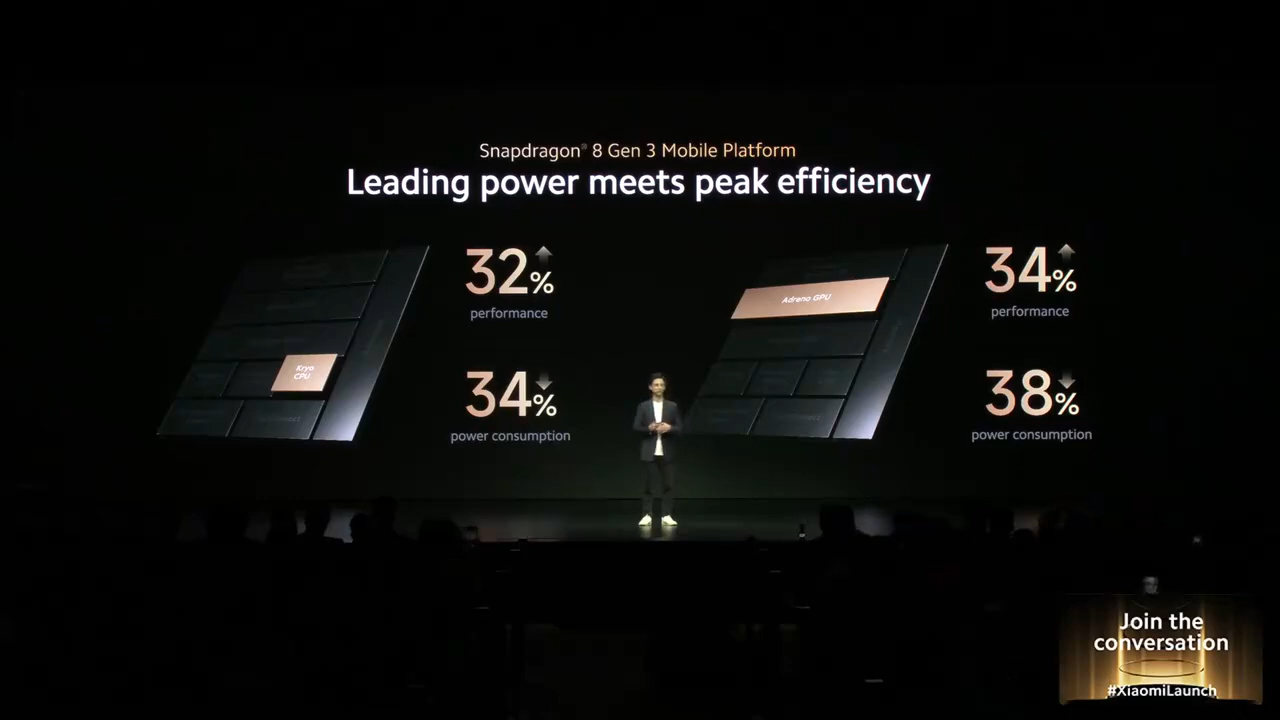 Snapdragon® 8 Gen 3 Mobile Platform
Leading power meets peak efficiency
32%
performance
34%
power consumption
Kryo
CPU
Adreno GPU
34%
performance
38%
power consumption
Join the
conversation
#XiaomiLaunch